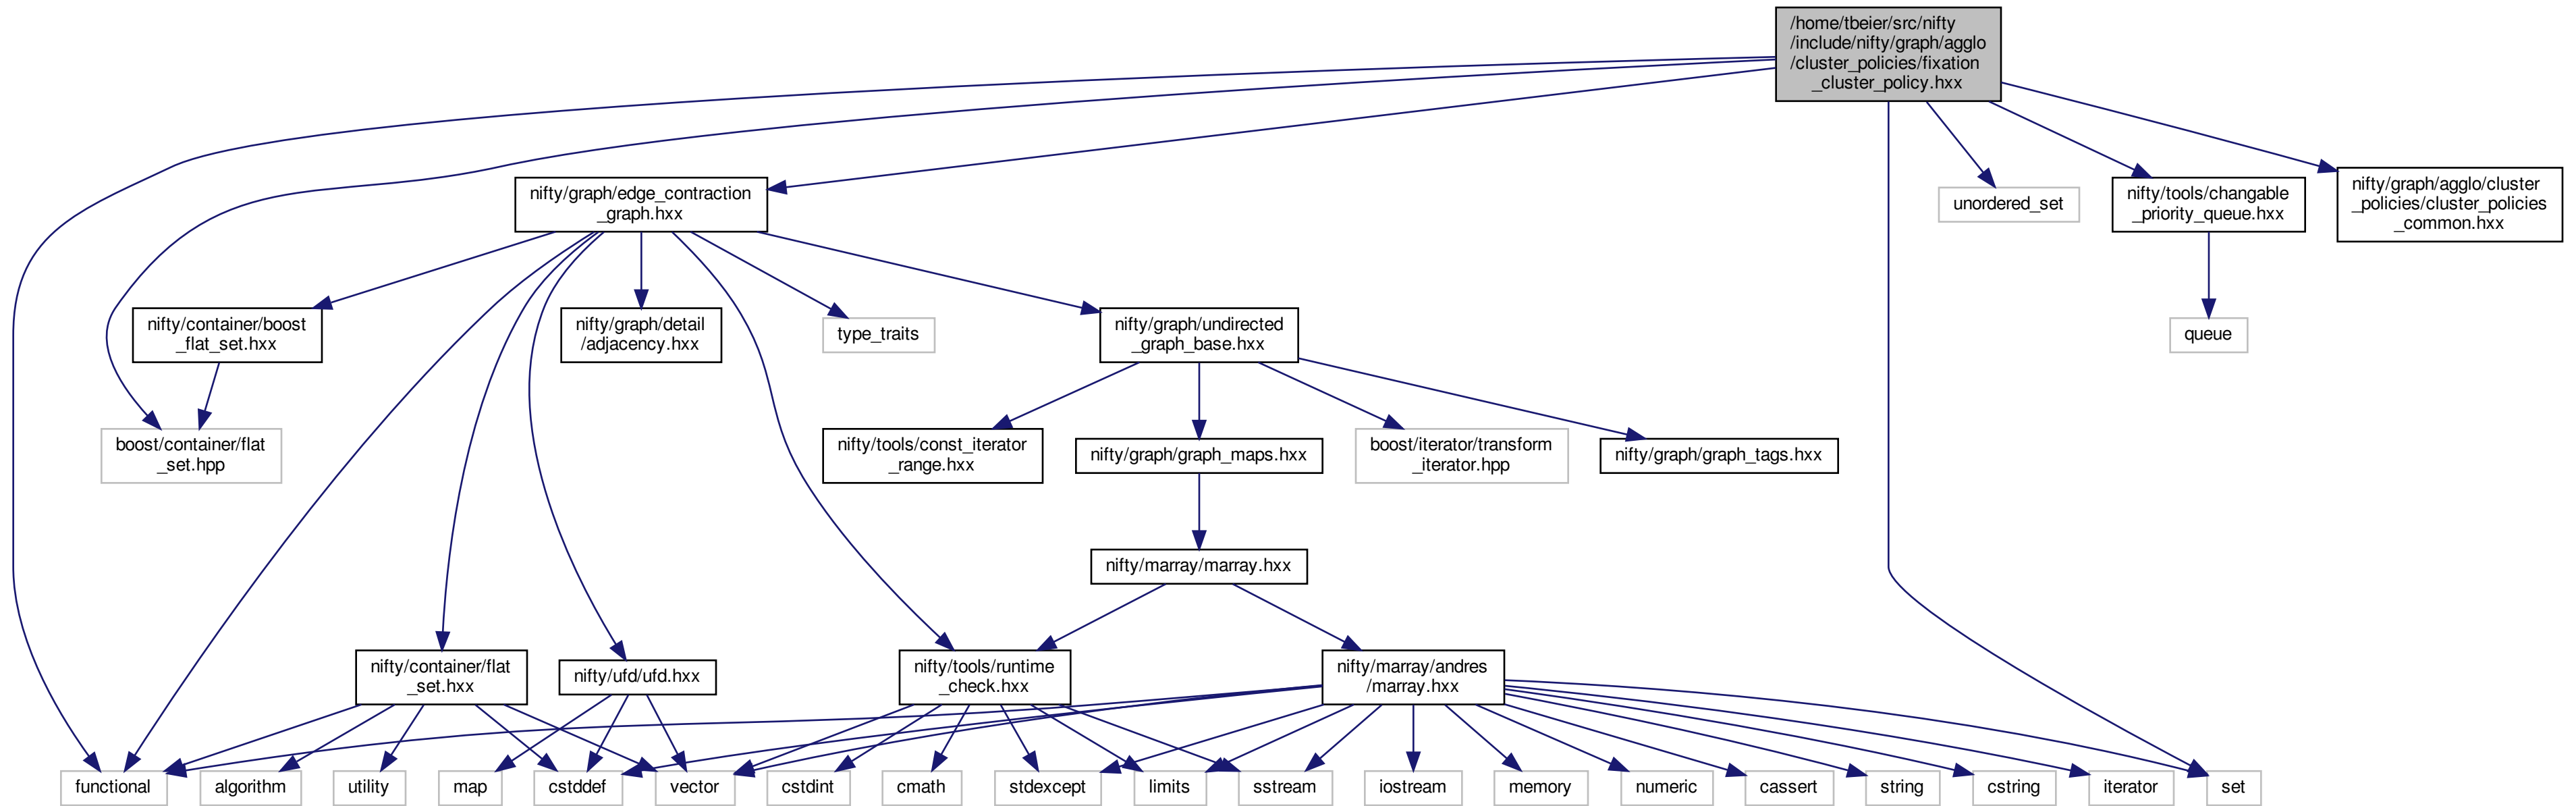 /home/tbeier/src/nifty
/include/nifty/graph/agglo
/cluster_policies/fixation
_cluster_policy.hxx
nifty/graph/edge_contraction
_graph.hxx
unordered_set
nifty/tools/changable
_priority_queue.hxx
nifty/graph/agglo/cluster
_policies/cluster_policies
_common.hxx
nifty/container/boost
_flat_set.hxx
nifty/graph/detail
/adjacency.hxx
type_traits
nifty/graph/undirected
_graph_base.hxx
queue
boost/container/flat
_set.hpp
nifty/tools/const_iterator
_range.hxx
nifty/graph/graph_maps.hxx
boost/iterator/transform
_iterator.hpp
nifty/graph/graph_tags.hxx
nifty/marray/marray.hxx
nifty/container/flat
_set.hxx
nifty/ufd/ufd.hxx
nifty/tools/runtime
_check.hxx
nifty/marray/andres
/marray.hxx
functional
algorithm
utility
map
cstddef
vector
cstdint
cmath
stdexcept
limits
sstream
iostream
memory
numeric
cassert
string
cstring
iterator
set